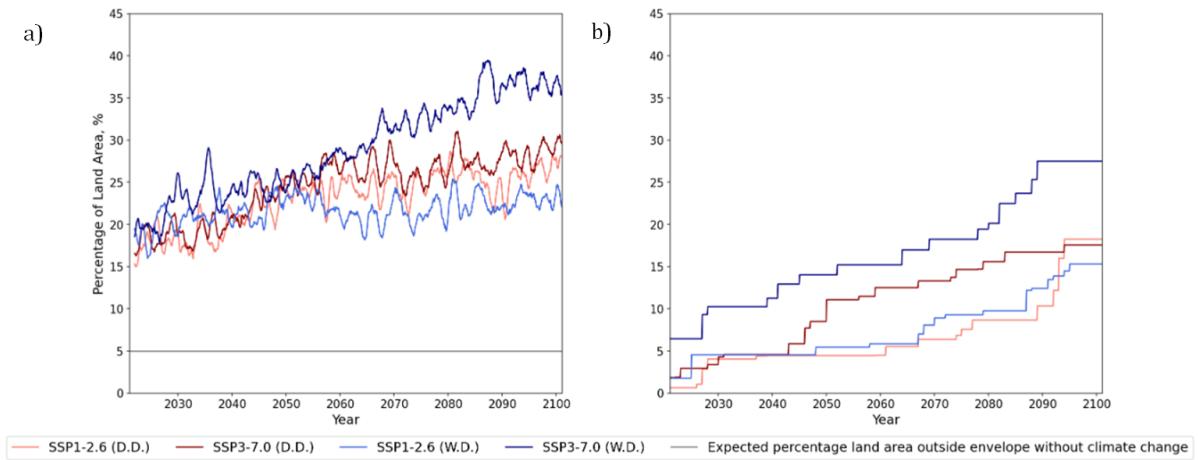 a)
45
40
35
30
25
20
15
10
5
0
Percentage of Land Area, %
2030 2040 2050 2060 2070 2080 2090 2100
Year
b)
45
40
35
30
25
20
15
10
5
0
2030 2040 2050 2060 2070 2080 2090 2100
Year
SSP1-2.6 (D.D.) SSP3-7.0 (D.D.) SSP1-2.6 (W.D.) SSP3-7.0 (W.D.) Expected percentage land area outside envelope without climate change